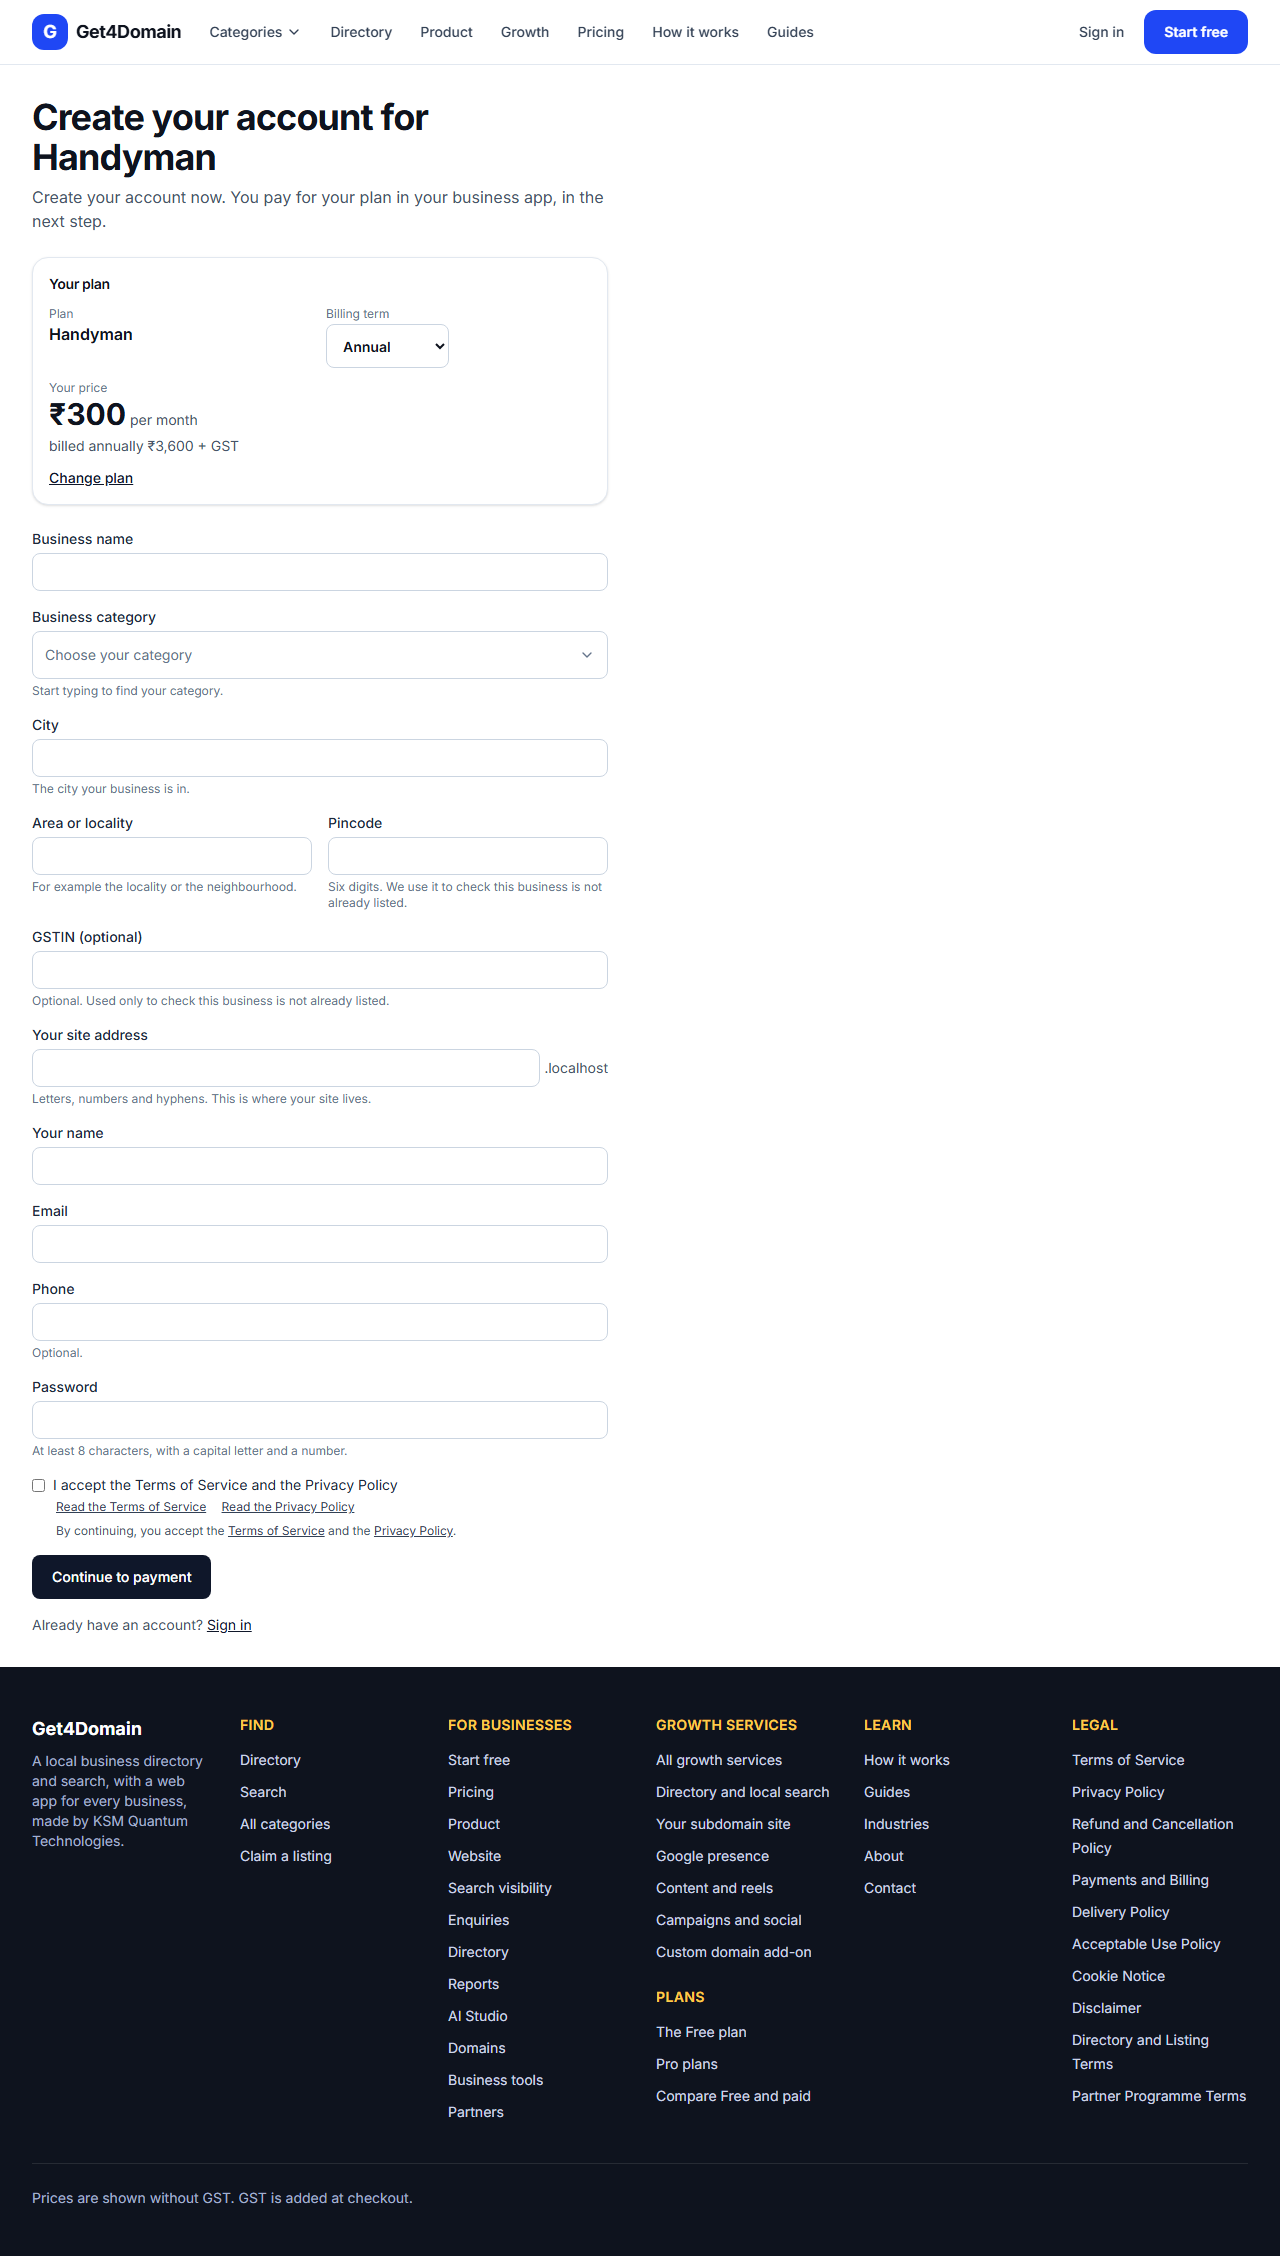 G Get4Domain Categories Directory Product Growth Pricing How it works Guides Sign in Start free
Create your account for
Handyman
Create your account now. You pay for your plan in your business app, in the
next step.
Your plan
Plan
Handyman
Billing term
Annual
Your price
₹300 per month
billed annually ₹3,600 + GST
Change plan
Business name
Business category
Choose your category
Start typing to find your category.
City
The city your business is in.
Area or locality
For example the locality or the neighbourhood.
Pincode
Six digits. We use it to check this business is not
already listed.
GSTIN (optional)
Optional. Used only to check this business is not already listed.
Your site address
.localhost
Letters, numbers and hyphens. This is where your site lives.
Your name
Email
Phone
Optional.
Password
At least 8 characters, with a capital letter and a number.
I accept the Terms of Service and the Privacy Policy
Read the Terms of Service Read the Privacy Policy
By continuing, you accept the Terms of Service and the Privacy Policy.
Continue to payment
Already have an account? Sign in
Get4Domain
A local business directory
and search, with a web
app for every business,
made by KSM Quantum
Technologies.
FIND
Directory
Search
All categories
Claim a listing
FOR BUSINESSES
Start free
Pricing
Product
Website
Search visibility
Enquiries
Directory
Reports
AI Studio
Domains
Business tools
Partners
GROWTH SERVICES
All growth services
Directory and local search
Your subdomain site
Google presence
Content and reels
Campaigns and social
Custom domain add-on
PLANS
The Free plan
Pro plans
Compare Free and paid
LEARN
How it works
Guides
Industries
About
Contact
LEGAL
Terms of Service
Privacy Policy
Refund and Cancellation
Policy
Payments and Billing
Delivery Policy
Acceptable Use Policy
Cookie Notice
Disclaimer
Directory and Listing
Terms
Partner Programme Terms
Prices are shown without GST. GST is added at checkout.